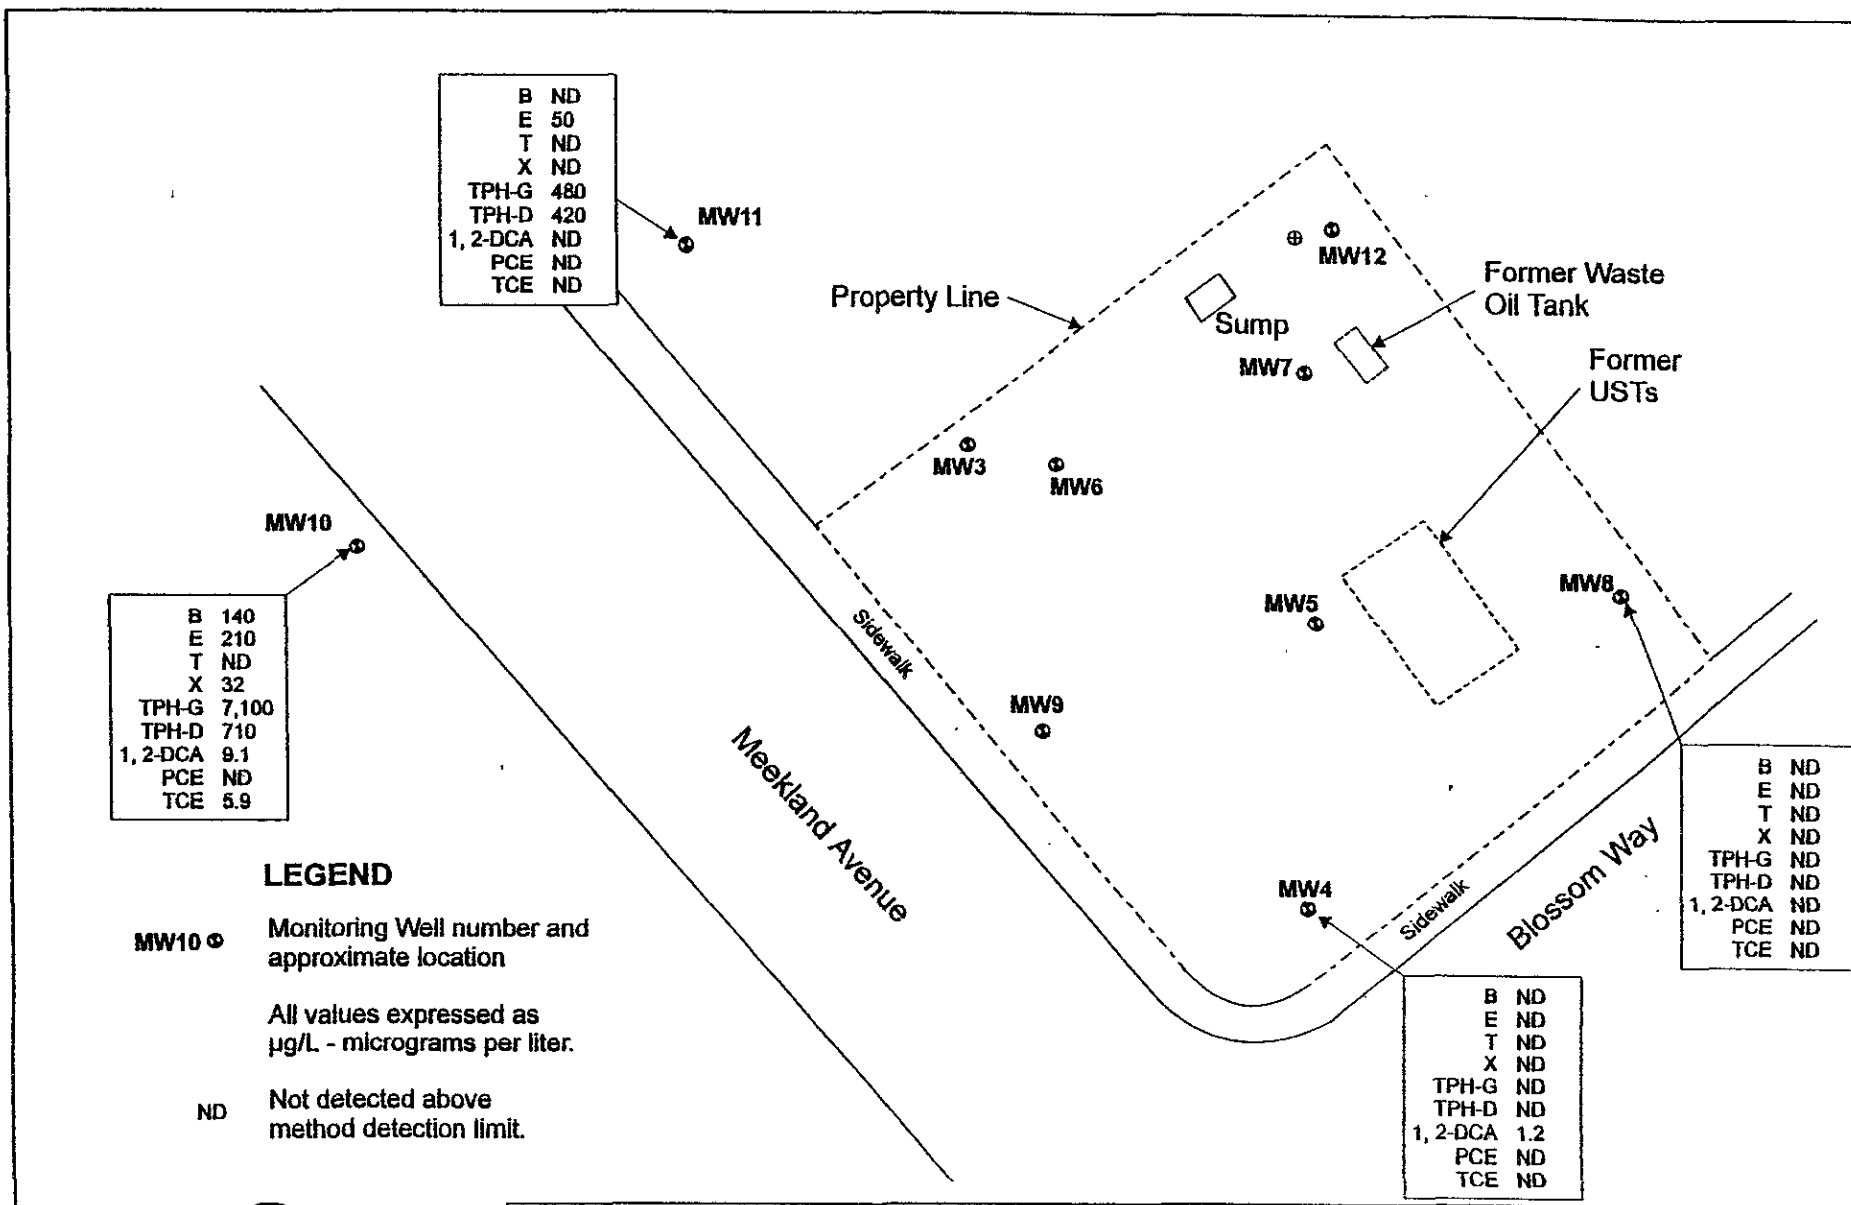 B ND
E 50
T ND
X ND
TPH-G 480
TPH-D 420
1, 2-DCA ND
PCE ND
TCE ND
MW11
MW12
Property Line
Sump
Former Waste
Oil Tank
MW7
Former
USTs
MW3
MW6
MW10
B 140
E 210
T ND
X 32
TPH-G 7,100
TPH-D 710
1, 2-DCA 9.1
PCE ND
TCE 5.9
MW5
MW8
Sidewalk
MW9
Meekland Avenue
B ND
E ND
T ND
X ND
TPH-G ND
TPH-D ND
1, 2-DCA ND
PCE ND
TCE ND
MW4
Sidewalk
Blossom Way
B ND
E ND
T ND
X ND
TPH-G ND
TPH-D ND
1, 2-DCA 1.2
PCE ND
TCE ND
LEGEND
MW10 Monitoring Well number and
approximate location
All values expressed as
µg/L - micrograms per liter.
ND Not detected above
method detection limit.